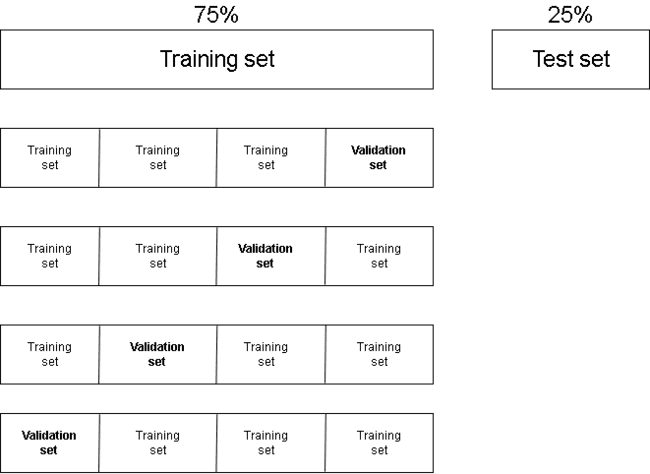 75% 25%
Training set Test set
Training set Training set Training set Validation set
Training set Training set Validation set Training set
Training set Validation set Training set Training set
Validation set Training set Training set Training set